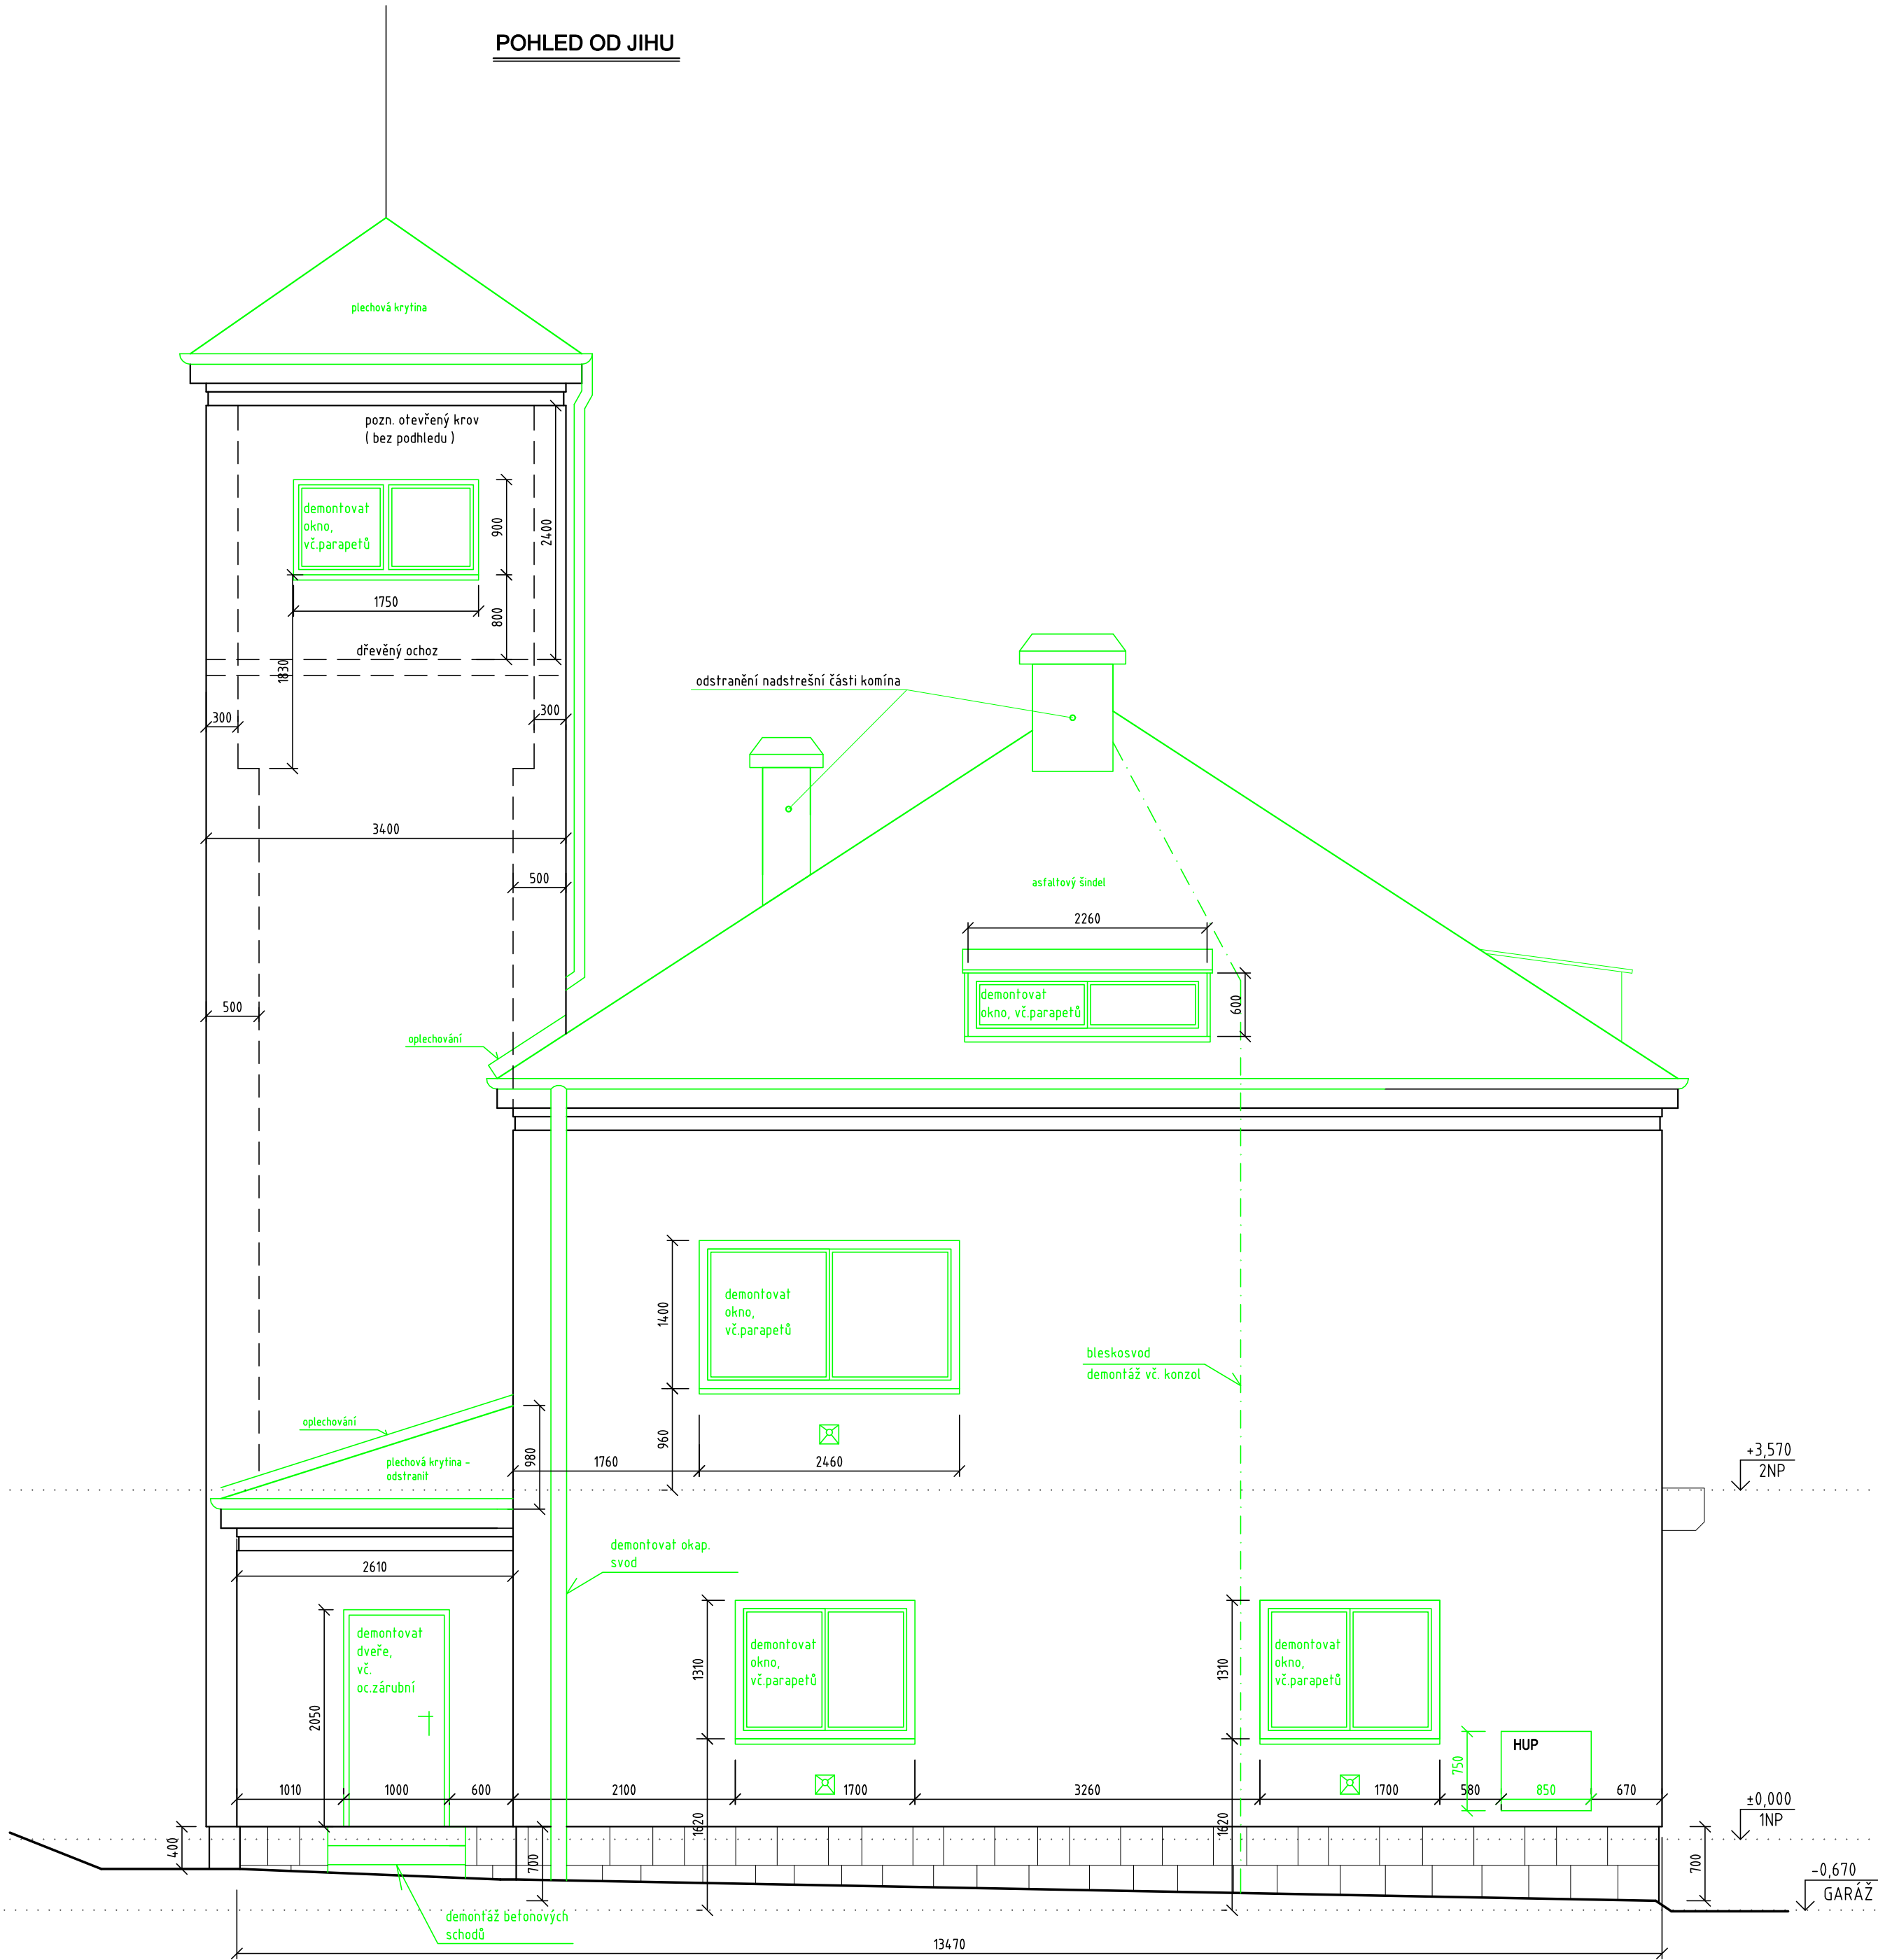 POHLED OD JIHU
plechová krytina
pozn. otevřený krov
( bez podhledu )
demontovat
okno,
vč.parapetů
900
2400
1750
800
dřevěný ochoz
1830
300
300
odstranění nadstrešní části komína
3400
500
asfaltový šindel
2260
500
demontovat
okno, vč.parapetů
600
oplechování
demontovat
okno,
vč.parapetů
1400
bleskosvod
demontáž vč. konzol
oplechování
960
980
plechová krytina -
odstranit
1760
2460
+3,570
2NP
demontovat okap.
svod
2610
demontovat
dveře,
vč.
oc.zárubní
2050
1310
demontovat
okno,
vč.parapetů
1310
demontovat
okno,
vč.parapetů
HUP
750
1010
1000
600
2100
1700
3260
1700
580
850
670
±0,000
1NP
1620
1620
400
700
700
-0,670
GARÁŽ
demontáž betonových
schodů
13470